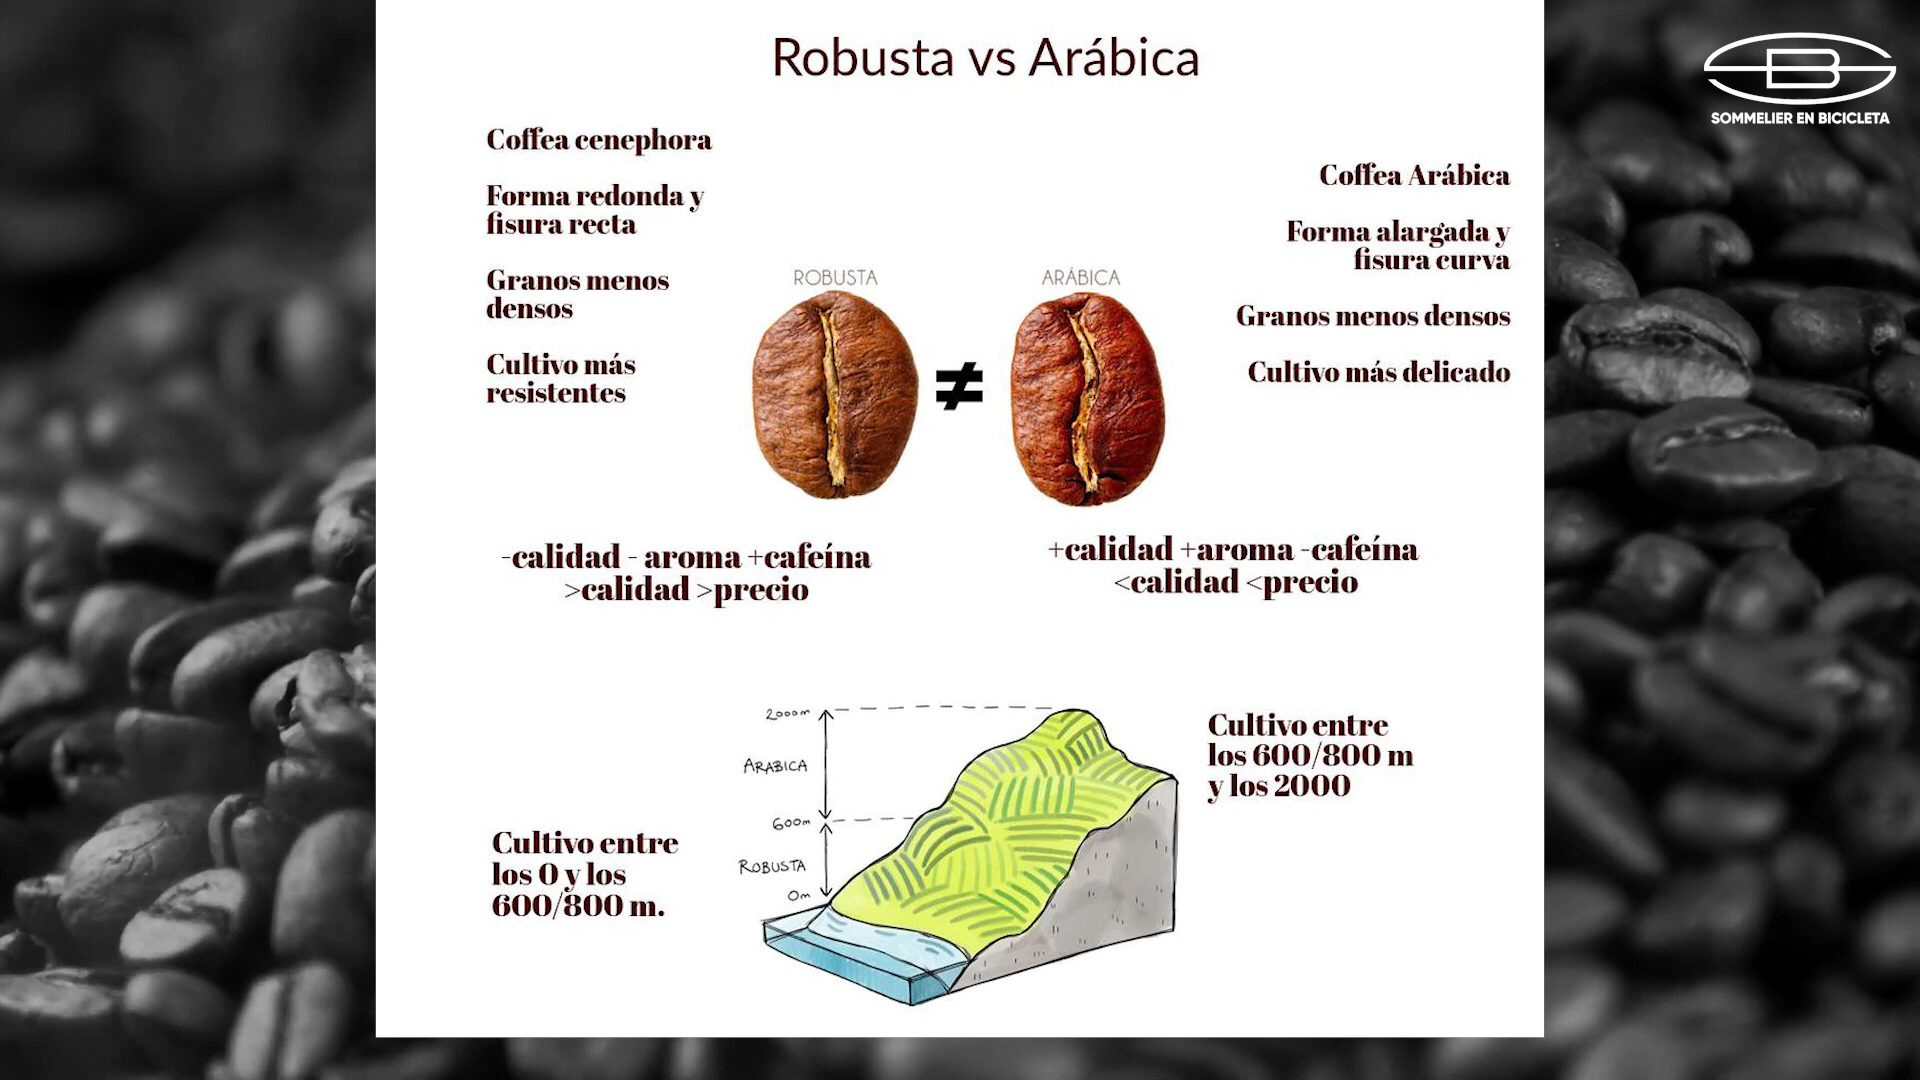 Robusta vs Arábica
SOMMELIER EN BICICLETA
Coffea cenephora
Forma redonda y
fisura recta
Granos menos
densos
Cultivo más
resistentes
ROBUSTA
ARÁBICA
≠
Coffea Arábica
Forma alargada y
fisura curva
Granos menos densos
Cultivo más delicado
-calidad - aroma +cafeína
>calidad >precio
+calidad +aroma -cafeína
<calidad <precio
2000m
ARABICA
600m
ROBUSTA
0m
Cultivo entre
los 600/800 m
y los 2000
Cultivo entre
los 0 y los
600/800 m.